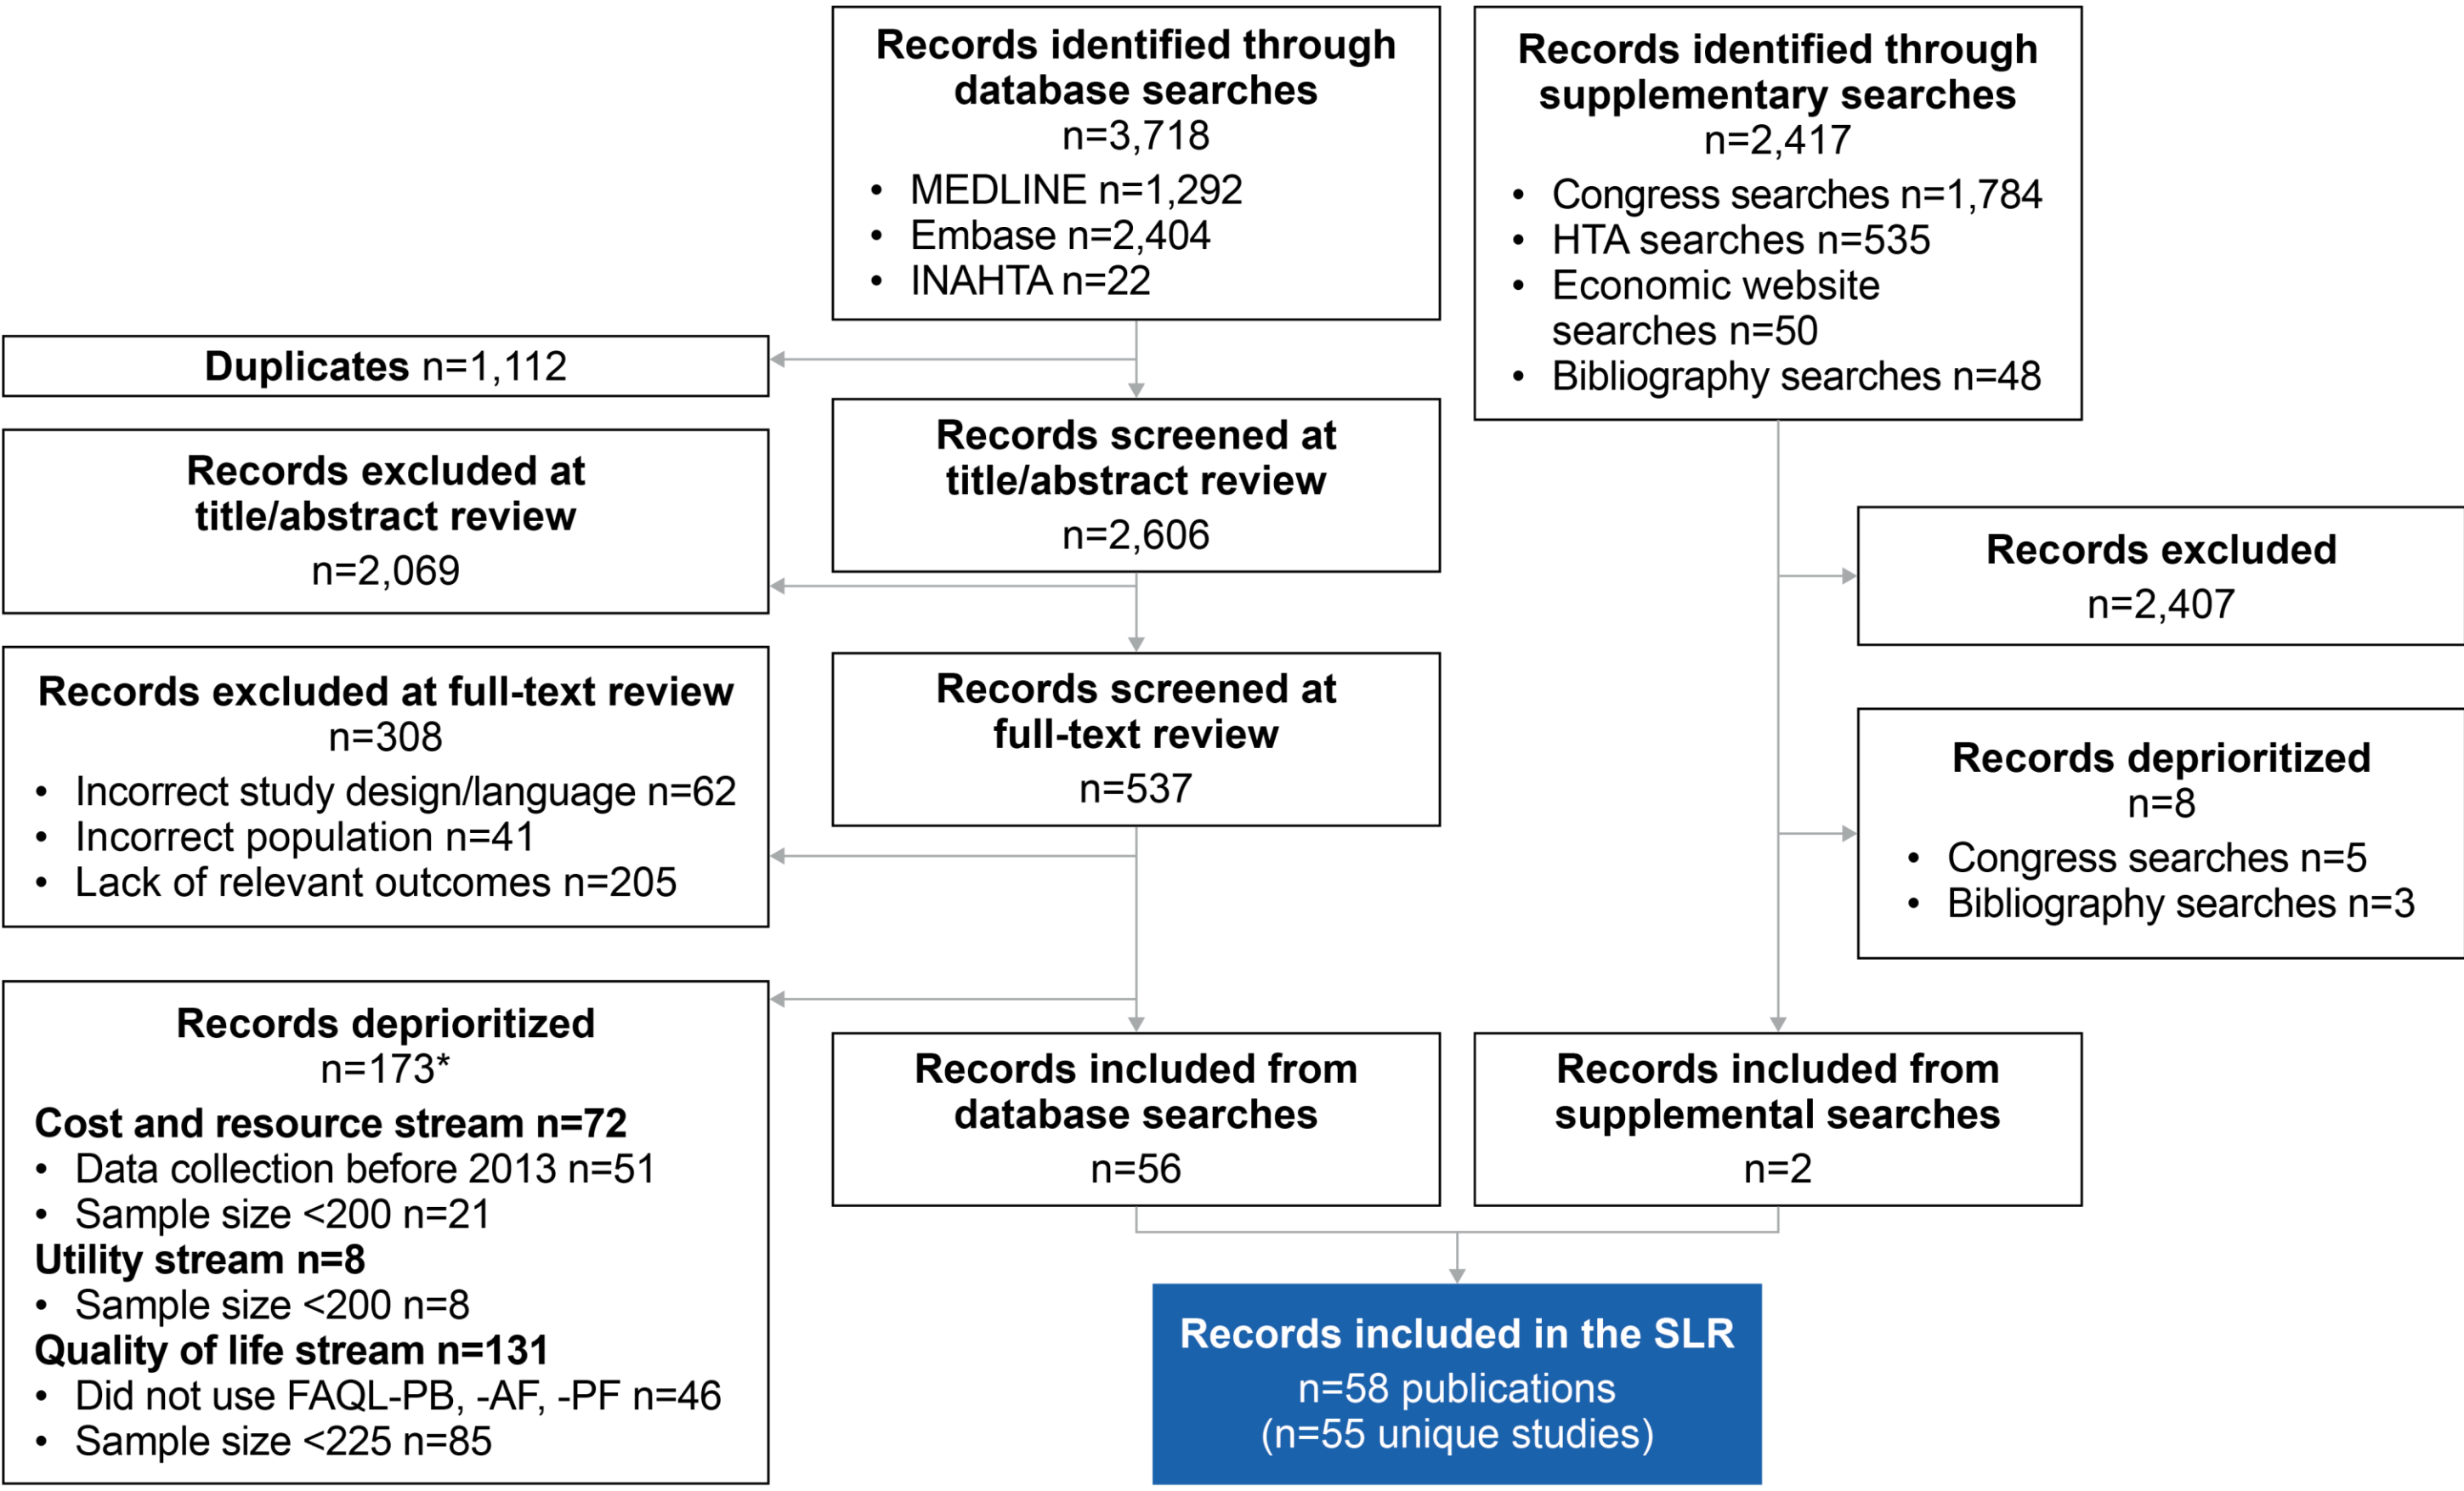 Records identified through
database searches
n=3,718
• MEDLINE n=1,292
• Embase n=2,404
• INAHTA n=22
Records identified through
supplementary searches
n=2,417
• Congress searches n=1,784
• HTA searches n=535
• Economic website
searches n=50
• Bibliography searches n=48
Duplicates n=1,112
Records screened at
title/abstract review
n=2,606
Records excluded at
title/abstract review
n=2,069
Records excluded
n=2,407
Records screened at
full-text review
n=537
Records excluded at full-text review
n=308
• Incorrect study design/language n=62
• Incorrect population n=41
• Lack of relevant outcomes n=205
Records deprioritized
n=8
• Congress searches n=5
• Bibliography searches n=3
Records deprioritized
n=173*
Cost and resource stream n=72
• Data collection before 2013 n=51
• Sample size <200 n=21
Utility stream n=8
• Sample size <200 n=8
Quality of life stream n=131
• Did not use FAQL-PB, -AF, -PF n=46
• Sample size <225 n=85
Records included from
database searches
n=56
Records included from
supplemental searches
n=2
Records included in the SLR
n=58 publications
(n=55 unique studies)